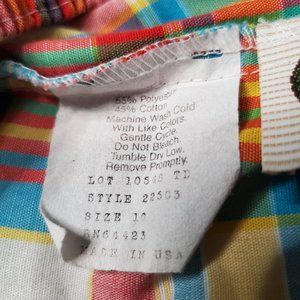 55% Polyester
45% Cotton
Machine Wash Cold
With Like Colors.
Gentle Cycle.
Do Not Bleach.
Tumble Dry Low.
Remove Promptly.
LOT 10548 TD
STYLE 22503
SIZE 10
RN64423
MADE IN USA